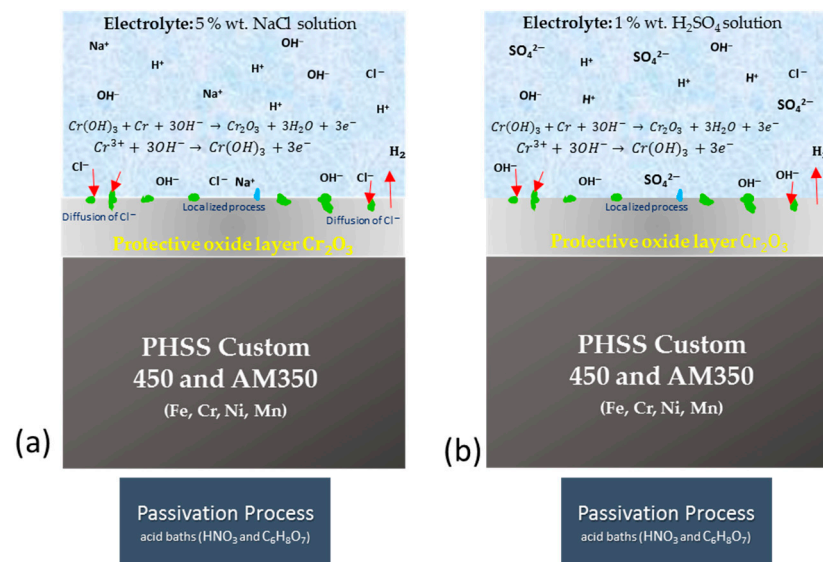 Electrolyte: 5 % wt. NaCl solution
Na⁺ OH⁻
H⁺ H⁺ OH⁻ Cl⁻
OH⁻ Na⁺ H⁺ H⁺
Cr(OH)₃ + Cr + 3OH⁻ → Cr₂O₃ + 3H₂O + 3e⁻
Cr³⁺ + 3OH⁻ → Cr(OH)₃ + 3e⁻
H₂
Cl⁻ OH⁻ Cl⁻ Na⁺ OH⁻ Cl⁻
Diffusion of Cl⁻ Localized process Diffusion of Cl⁻
Protective oxide layer Cr₂O₃
PHSS Custom
450 and AM350
(Fe, Cr, Ni, Mn)
(a)
Passivation Process
acid baths (HNO₃ and C₆H₈O₇)
Electrolyte: 1 % wt. H₂SO₄ solution
SO₄²⁻ SO₄²⁻ OH⁻
H⁺ H⁺ Cl⁻
OH⁻ H⁺ H⁺ SO₄²⁻
Cr(OH)₃ + Cr + 3OH⁻ → Cr₂O₃ + 3H₂O + 3e⁻
Cr³⁺ + 3OH⁻ → Cr(OH)₃ + 3e⁻
H
OH⁻ OH⁻ SO₄²⁻ OH⁻ OH⁻
Localized process
Protective oxide layer Cr₂O₃
PHSS Custom
450 and AM350
(Fe, Cr, Ni, Mn)
(b)
Passivation Process
acid baths (HNO₃ and C₆H₈O₇)